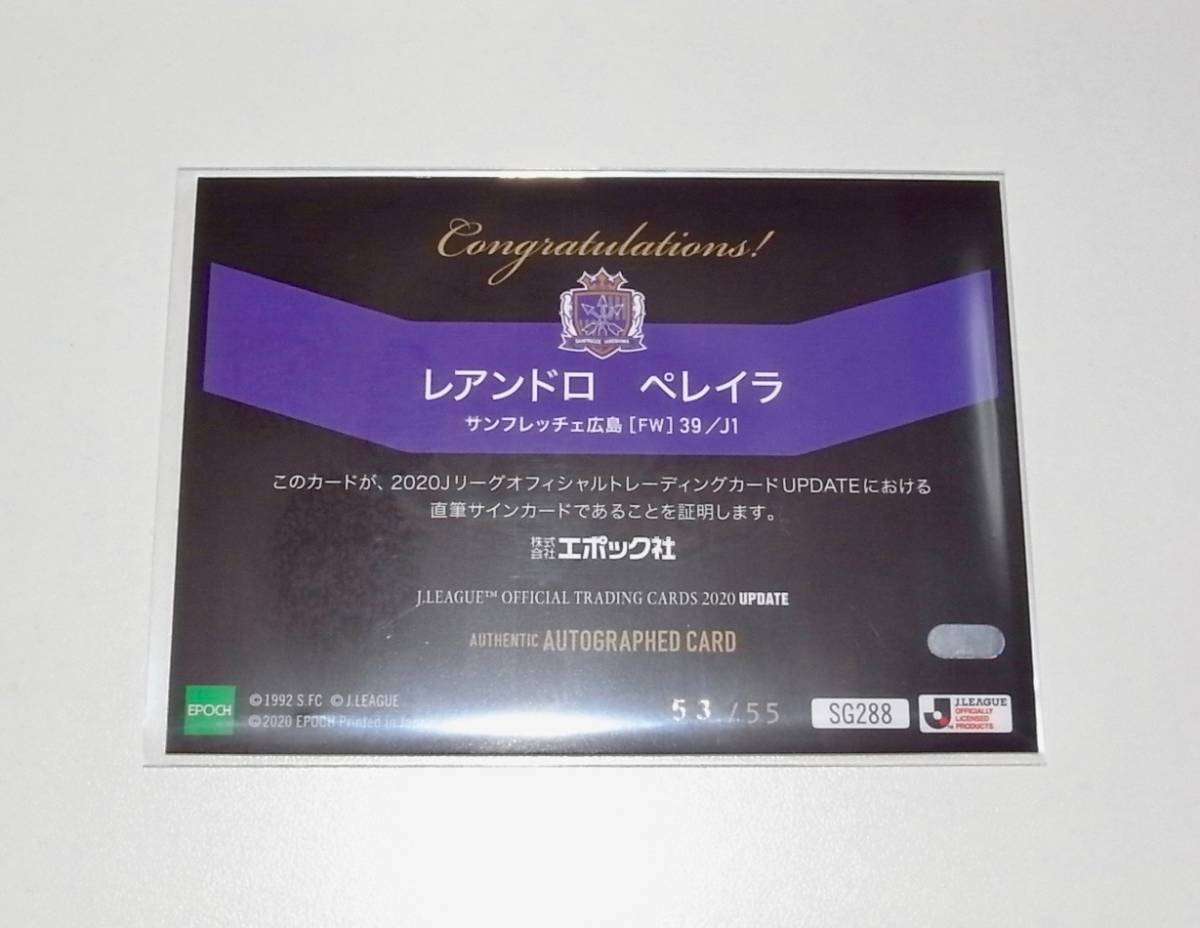 Congratulations!
SANFRECCE HIROSHIMA
レアンドロ　ペレイラ
サンフレッチェ広島［FW］39／J1
このカードが、2020Jリーグオフィシャルトレーディングカード UPDATEにおける
直筆サインカードであることを証明します。
株式会社エポック社
J.LEAGUE™ OFFICIAL TRADING CARDS 2020 UPDATE
AUTHENTIC AUTOGRAPHED CARD
EPOCH
©1992 S.FC ©J.LEAGUE
©2020 EPOCH Printed in Japan
53/55
SG288
J.LEAGUE
OFFICIALLY
LICENSED
PRODUCTS